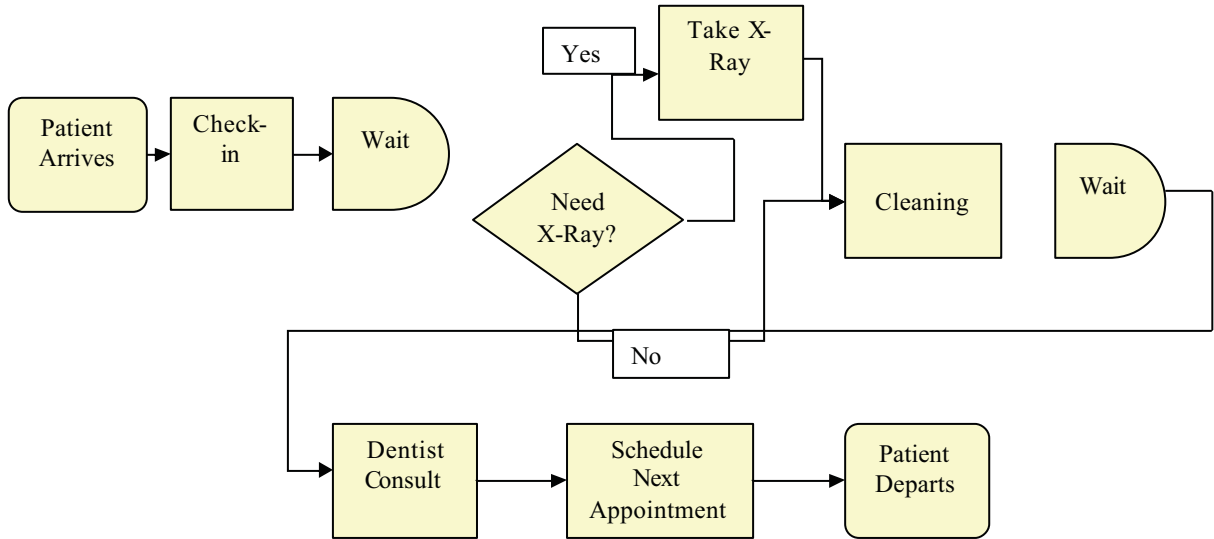 Patient
Arrives
Check-
in
Wait
Need
X-Ray?
Yes
Take X-
Ray
No
Cleaning
Wait
Dentist
Consult
Schedule
Next
Appointment
Patient
Departs